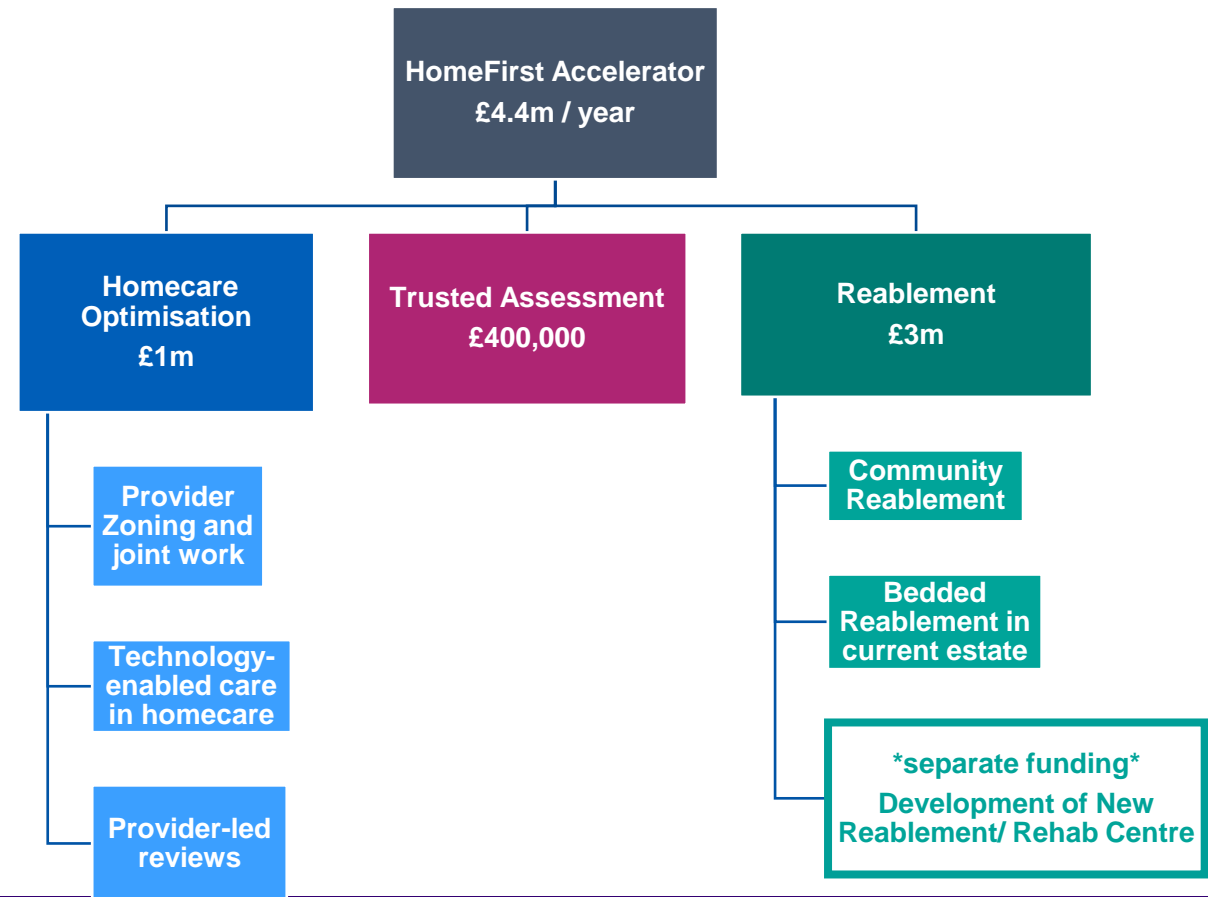 HomeFirst Accelerator
£4.4m / year
Homecare
Optimisation
£1m
Trusted Assessment
£400,000
Reablement
£3m
Provider
Zoning and
joint work
Technology-
enabled care
in homecare
Provider-led
reviews
Community
Reablement
Bedded
Reablement in
current estate
*separate funding*
Development of New
Reablement/ Rehab Centre